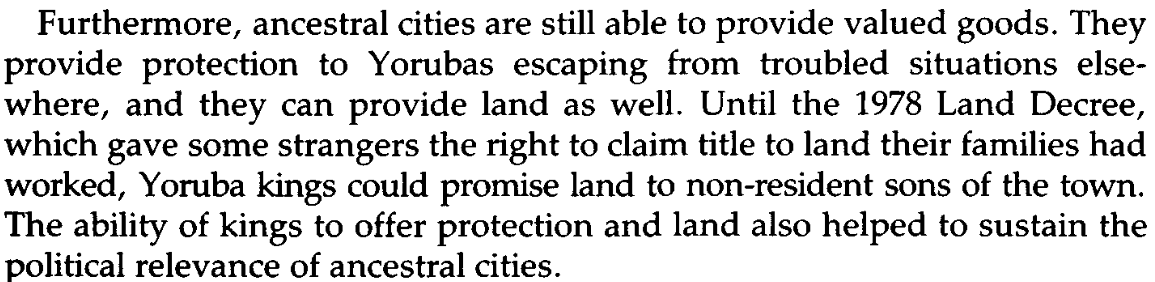 Furthermore, ancestral cities are still able to provide valued goods. They
provide protection to Yorubas escaping from troubled situations else-
where, and they can provide land as well. Until the 1978 Land Decree,
which gave some strangers the right to claim title to land their families had
worked, Yoruba kings could promise land to non-resident sons of the town.
The ability of kings to offer protection and land also helped to sustain the
political relevance of ancestral cities.